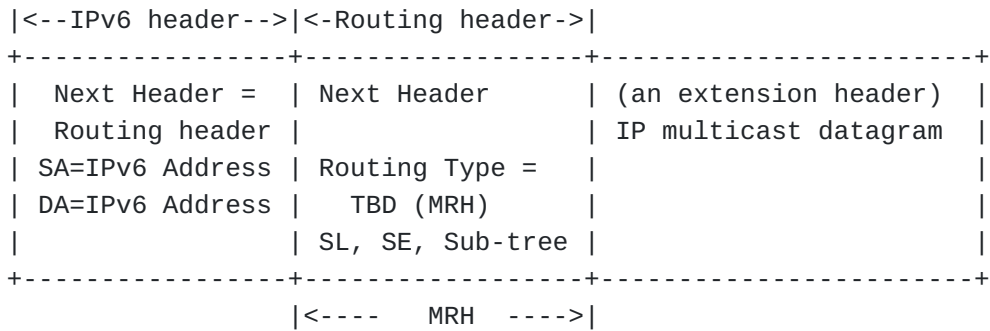 |<--IPv6 header-->|<-Routing header->|
+-----------------+------------------+-----------------------+
|  Next Header =  | Next Header      | (an extension header)  |
|  Routing header |                  | IP multicast datagram  |
| SA=IPv6 Address | Routing Type =   |                        |
| DA=IPv6 Address |   TBD (MRH)      |                        |
|                 | SL, SE, Sub-tree |                        |
+-----------------+------------------+-----------------------+
                  |<----   MRH  ---->|